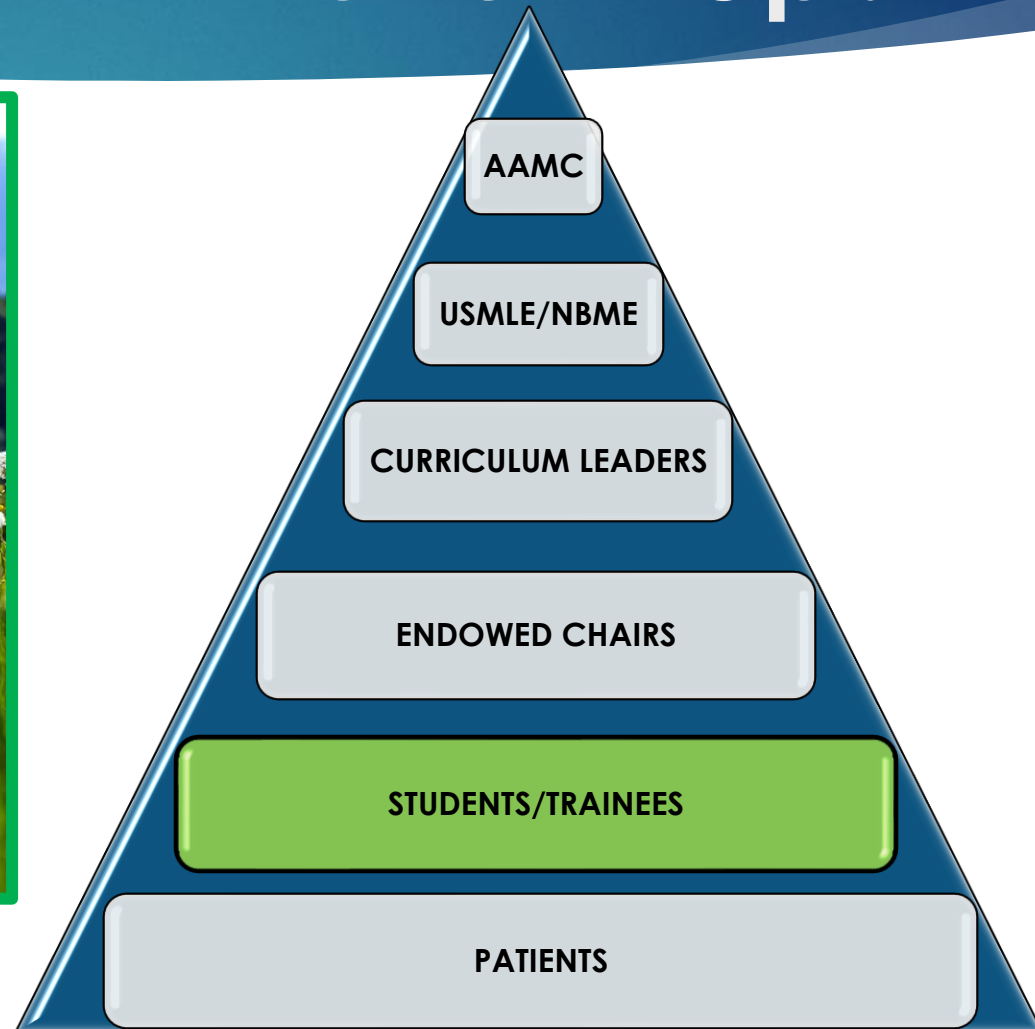 AAMC
USMLE/NBME
CURRICULUM LEADERS
ENDOWED CHAIRS
STUDENTS/TRAINEES
PATIENTS